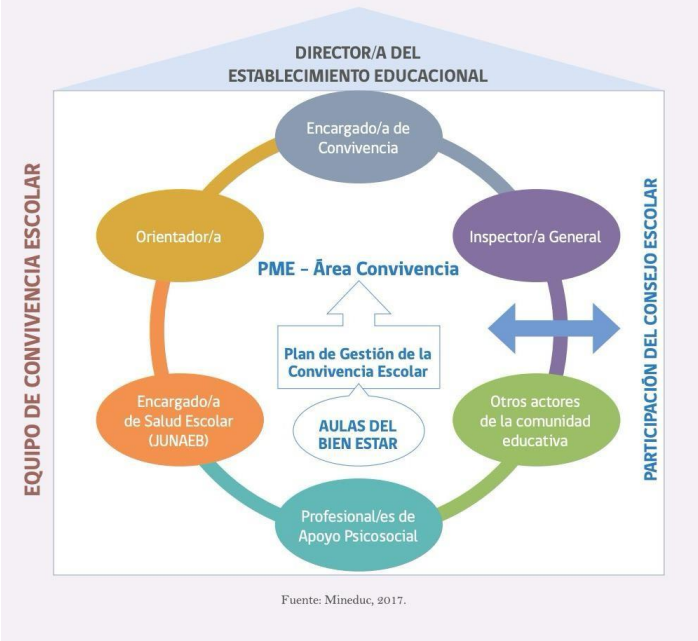 DIRECTOR/A DEL
ESTABLECIMIENTO EDUCACIONAL
Encargado/a de
Convivencia
Orientador/a
Inspector/a General
EQUIPO DE CONVIVENCIA ESCOLAR
PARTICIPACIÓN DEL CONSEJO ESCOLAR
PME – Área Convivencia
Plan de Gestión de la
Convivencia Escolar
AULAS DEL
BIEN ESTAR
Encargado/a
de Salud Escolar
(JUNAEB)
Otros actores
de la comunidad
educativa
Profesional/es de
Apoyo Psicosocial
Fuente: Mineduc, 2017.